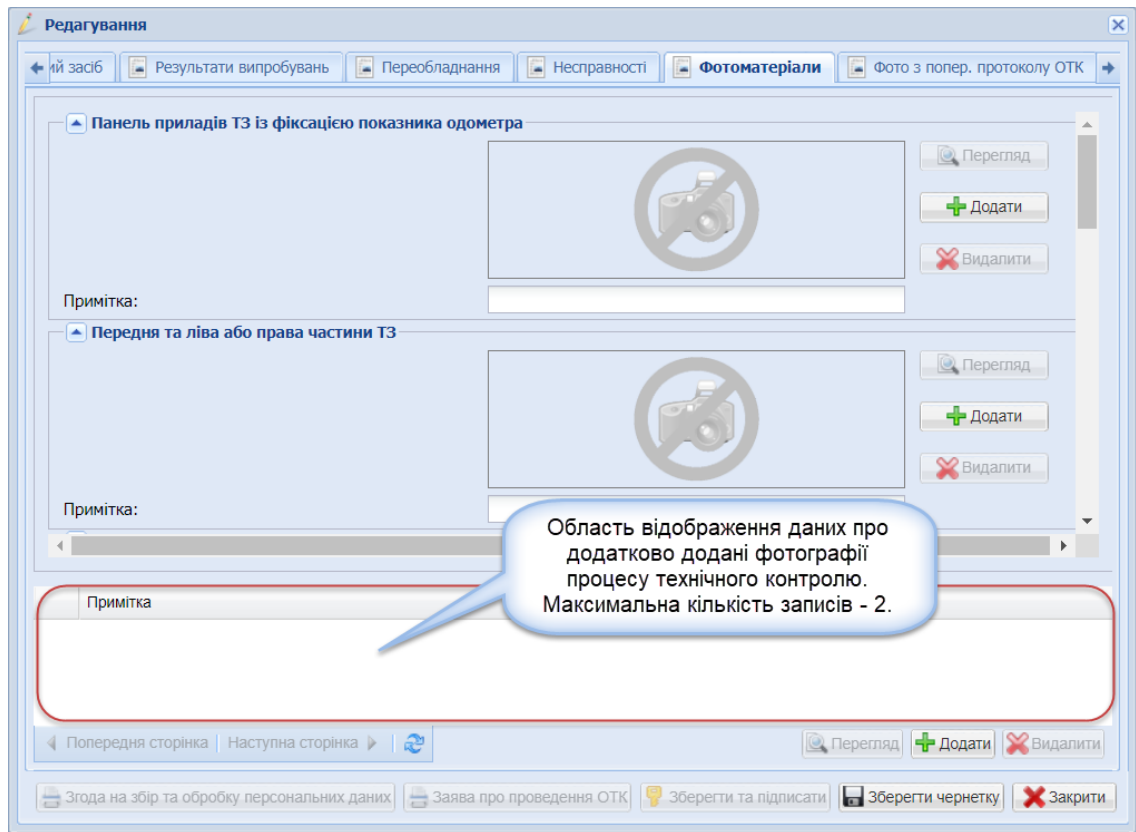 Редагування
ий засіб Результати випробувань Переобладнання Несправності Фотоматеріали Фото з попер. протоколу ОТК
Панель приладів ТЗ із фіксацією показника одометра
Перегляд
Додати
Видалити
Примітка:
Передня та ліва або права частини ТЗ
Перегляд
Додати
Видалити
Примітка:
Область відображення даних про
додатково додані фотографії
процесу технічного контролю.
Максимальна кількість записів - 2.
Примітка
Попередня сторінка Наступна сторінка Перегляд Додати Видалити
Згода на збір та обробку персональних даних Заява про проведення ОТК Зберегти та підписати Зберегти чернетку Закрити